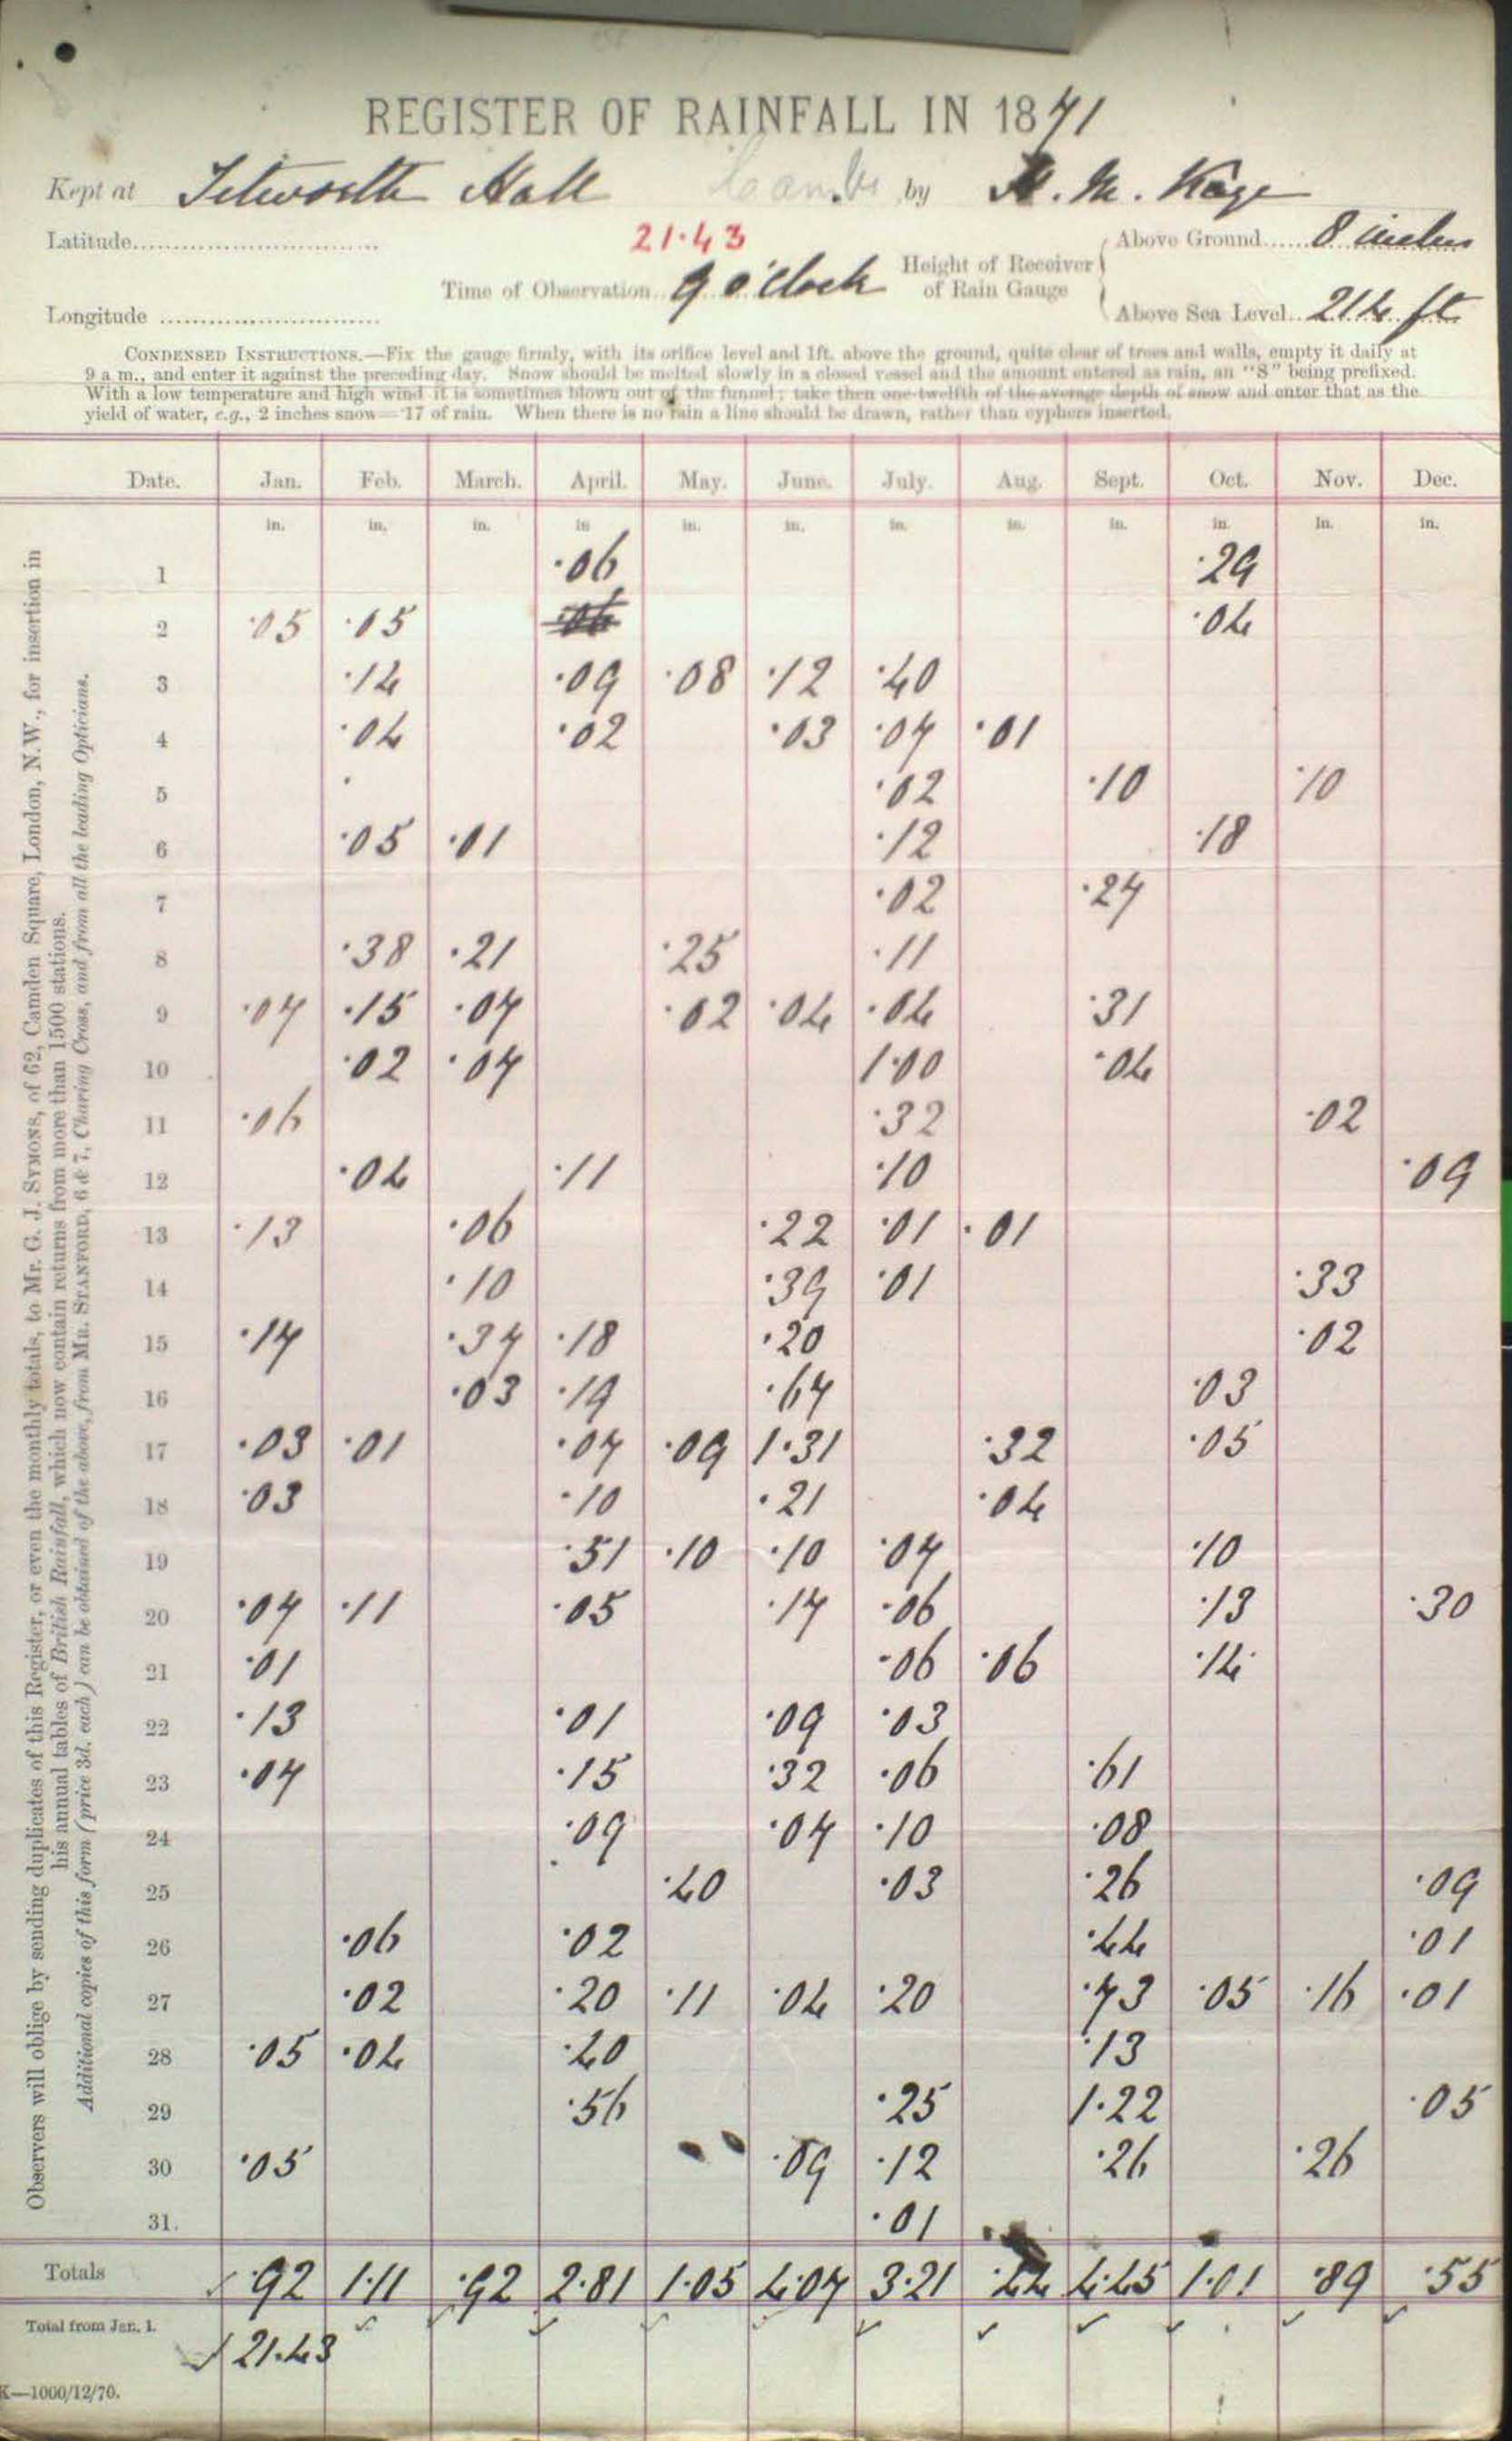 REGISTER OF RAINFALL IN 1871
Kept at Tetworth Hall Cambs by H. M. Kaye
Latitude 21.43 Above Ground 8 inches
Time of Observation 9 o'clock Height of Receiver of Rain Gauge
Longitude Above Sea Level 214 ft
CONDENSED INSTRUCTIONS.—Fix the gauge firmly, with its orifice level and 1ft. above the ground, quite clear of trees and walls, empty it daily at
9 a.m., and enter it against the preceding day. Snow should be melted slowly in a closed vessel and the amount entered as rain, an "S" being prefixed.
With a low temperature and high wind it is sometimes blown out of the funnel; take then one-twelfth of the average depth of snow and enter that as the
yield of water, e.g., 2 inches snow=·17 of rain. When there is no rain a line should be drawn, rather than cyphers inserted.
Date. Jan. Feb. March. April. May. June. July. Aug. Sept. Oct. Nov. Dec.
in. in. in. in in. in. in. in. in. in. in. in.
1 ·06 ·29
2 ·05 ·05 ·06 ·04
3 ·14 ·09 ·08 ·12 ·40
4 ·04 ·02 ·03 ·07 ·01
5 ·02 ·10 ·10
6 ·05 ·01 ·12 ·18
7 ·02 ·27
8 ·38 ·21 ·25 ·11
9 ·07 ·15 ·07 ·02 ·04 ·04 ·31
10 ·02 ·07 1·00 ·04
11 ·06 ·32 ·02
12 ·04 ·11 ·10 ·09
13 ·13 ·06 ·22 ·01 ·01
14 ·10 ·39 ·01 ·33
15 ·17 ·37 ·18 ·20 ·02
16 ·03 ·19 ·67 ·03
17 ·03 ·01 ·07 ·09 1·31 ·32 ·05
18 ·03 ·10 ·21 ·04
19 ·51 ·10 ·10 ·07 ·10
20 ·07 ·11 ·05 ·17 ·06 ·13 ·30
21 ·01 ·06 ·06 ·14
22 ·13 ·01 ·09 ·03
23 ·07 ·15 ·32 ·06 ·61
24 ·09 ·07 ·10 ·08
25 ·40 ·03 ·26 ·09
26 ·06 ·02 ·44 ·01
27 ·02 ·20 ·11 ·04 ·20 ·73 ·05 ·16 ·01
28 ·05 ·04 ·40 ·13
29 ·56 ·25 1·22 ·05
30 ·05 ·09 ·12 ·26 ·26
31. ·01
Totals ·92 1·11 ·92 2·81 1·05 4·07 3·21 ·44 4·45 1·01 ·89 ·55
Total from Jan. 1. 21·43
K—1000/12/70.
Observers will oblige by sending duplicates of this Register, or even the monthly totals, to Mr. G. J. SYMONS, of 62, Camden Square, London, N.W., for insertion in
his annual tables of British Rainfall, which now contain returns from more than 1500 stations.
Additional copies of this form (price 3d. each) can be obtained of the above, from MR. STANFORD, 6 & 7, Charing Cross, and from all the leading Opticians.